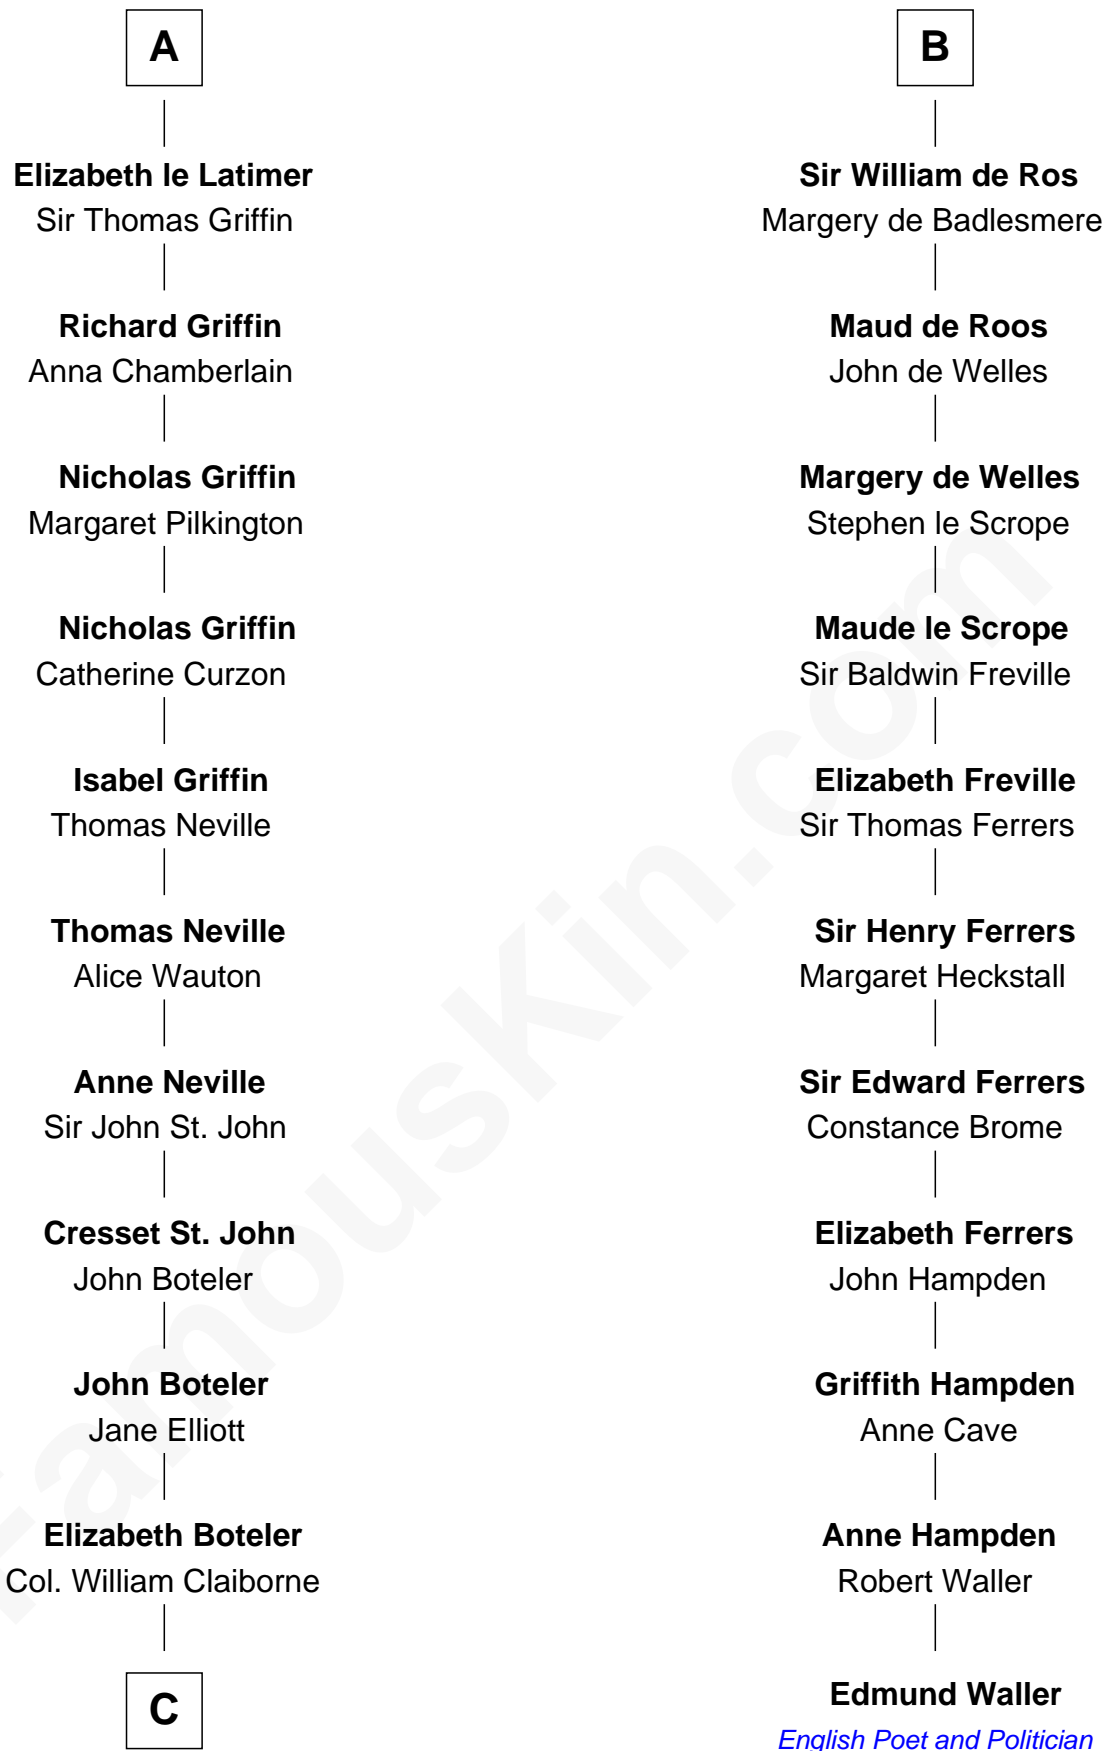 A
Elizabeth le Latimer
Sir Thomas Griffin
Richard Griffin
Anna Chamberlain
Nicholas Griffin
Margaret Pilkington
Nicholas Griffin
Catherine Curzon
Isabel Griffin
Thomas Neville
Thomas Neville
Alice Wauton
Anne Neville
Sir John St. John
Cresset St. John
John Boteler
John Boteler
Jane Elliott
Elizabeth Boteler
Col. William Claiborne
C
B
Sir William de Ros
Margery de Badlesmere
Maud de Roos
John de Welles
Margery de Welles
Stephen le Scrope
Maude le Scrope
Sir Baldwin Freville
Elizabeth Freville
Sir Thomas Ferrers
Sir Henry Ferrers
Margaret Heckstall
Sir Edward Ferrers
Constance Brome
Elizabeth Ferrers
John Hampden
Griffith Hampden
Anne Cave
Anne Hampden
Robert Waller
Edmund Waller
English Poet and Politician
FamousKin.com